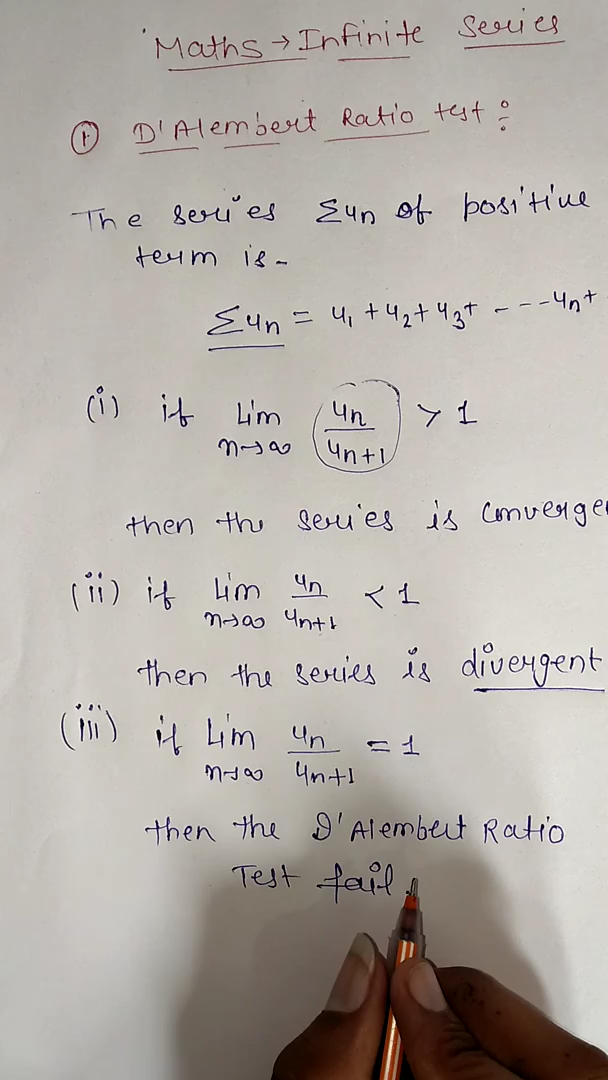 Maths → Infinite Series
① D'Alembert Ratio test :
The series Σun of positive
term is -
Σun = u1 + u2 + u3 + ---- un +
(i) if Lim n→∞ un/un+1 > 1
then the series is converge
(ii) if Lim n→∞ un/un+1 < 1
then the series is divergent
(iii) if Lim n→∞ un/un+1 = 1
then the D'Alembert Ratio
Test fail